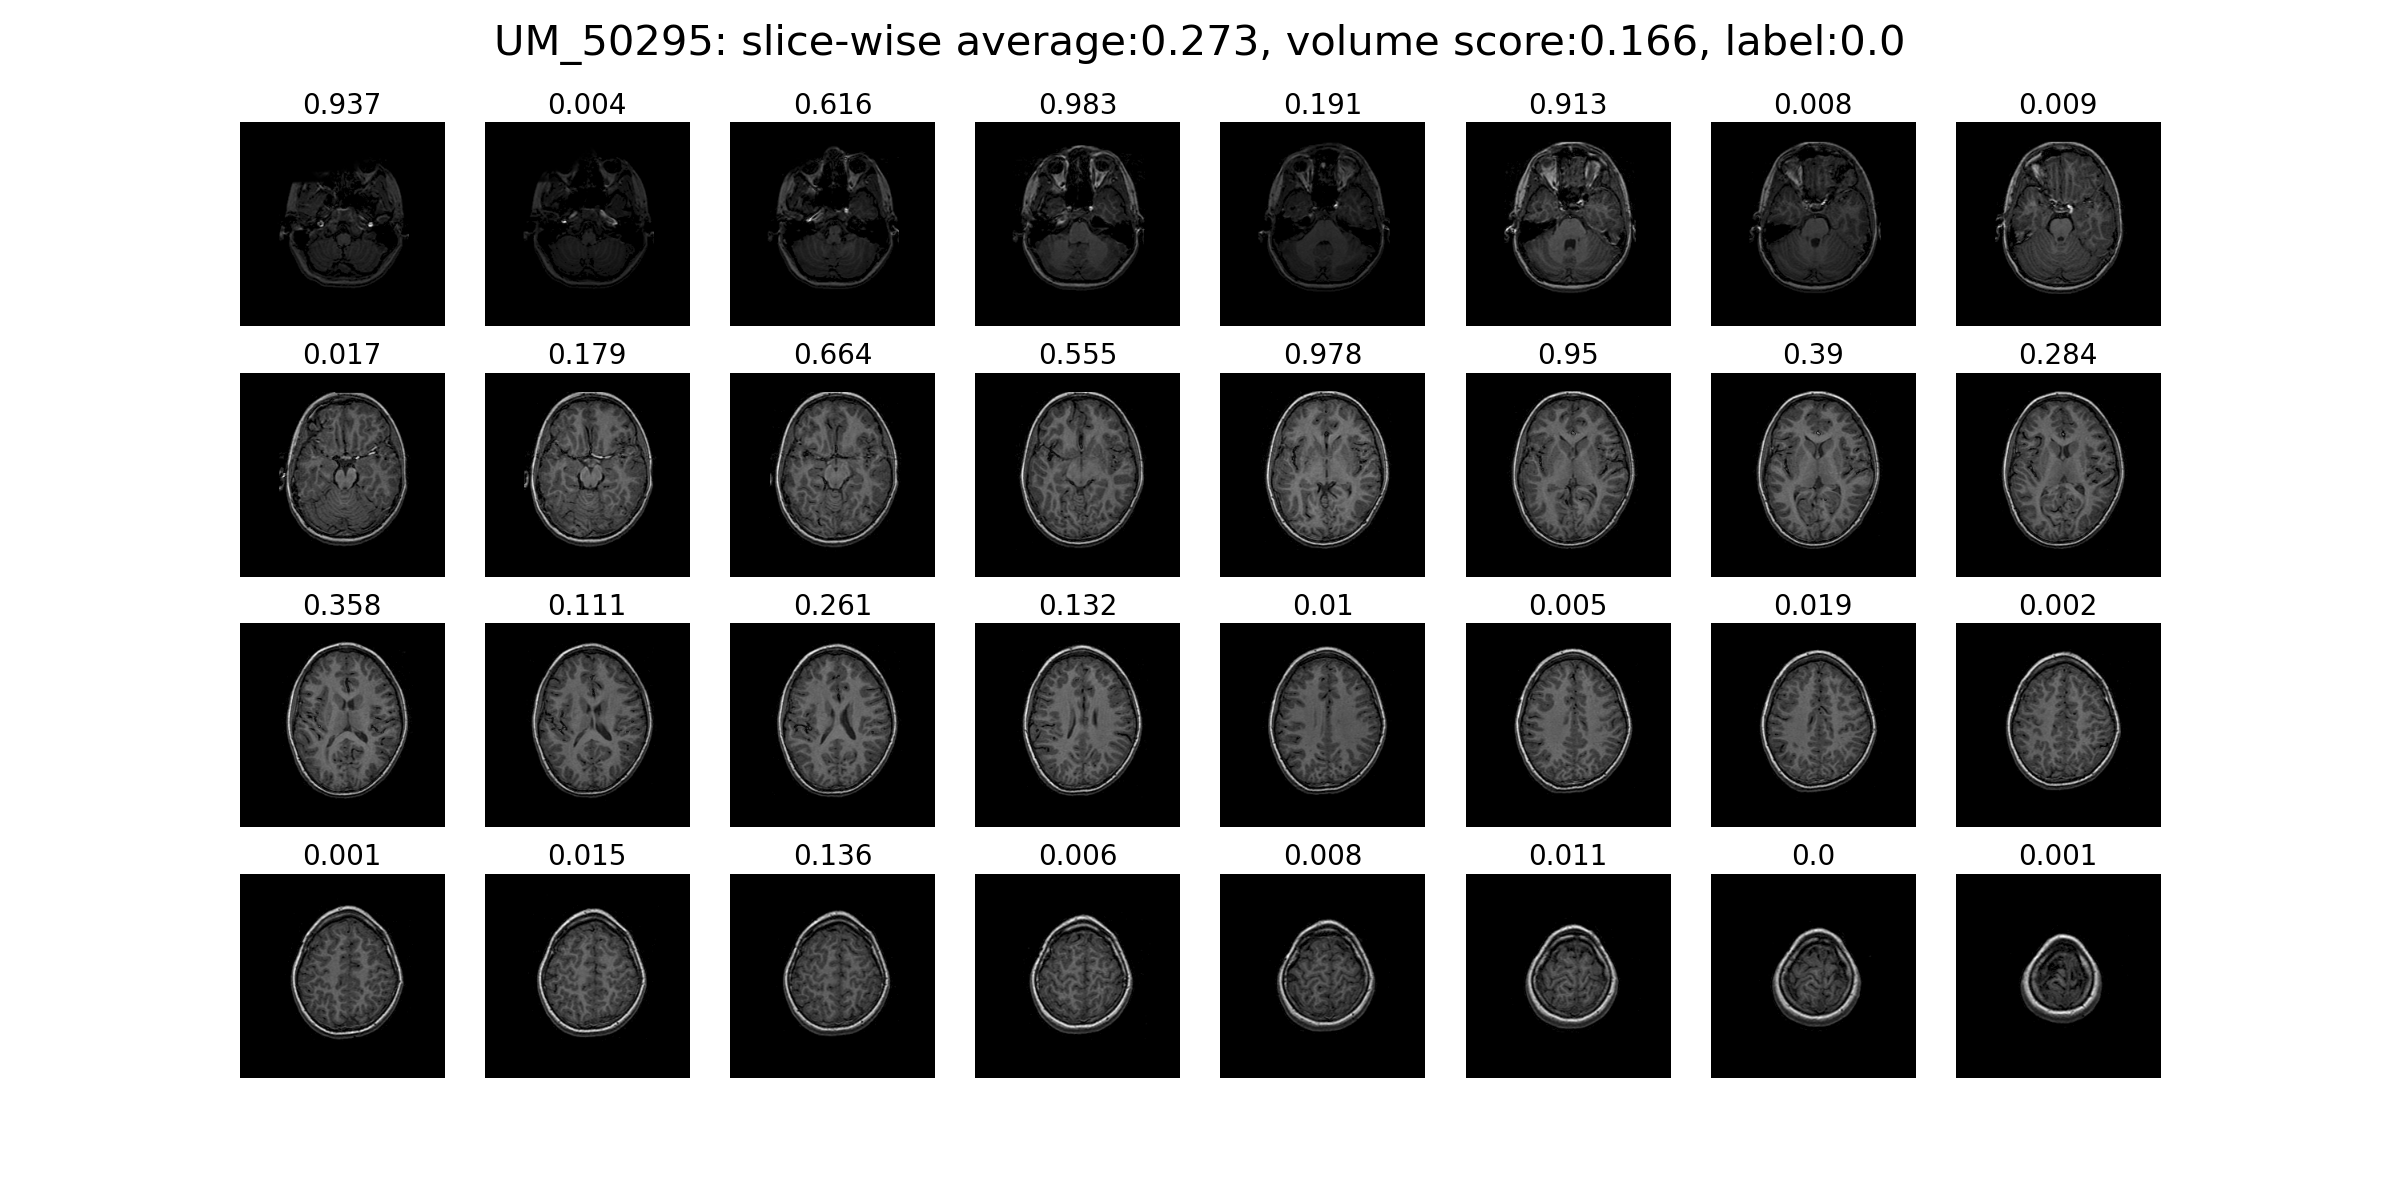 UM_50295: slice-wise average:0.273, volume score:0.166, label:0.0
0.937 0.004 0.616 0.983 0.191 0.913 0.008 0.009
0.017 0.179 0.664 0.555 0.978 0.95 0.39 0.284
0.358 0.111 0.261 0.132 0.01 0.005 0.019 0.002
0.001 0.015 0.136 0.006 0.008 0.011 0.0 0.001